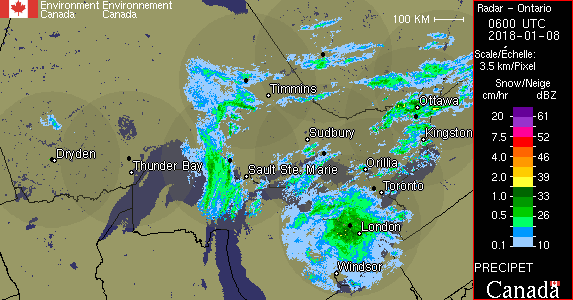 Environment Environnement
Canada Canada
100 KM
Radar - Ontario
0600 UTC
2018-01-08
Scale/Échelle:
3.5 km/Pixel
Snow/Neige
cm/hr dBZ
20 61
7.5 52
4.0 46
2.0 39
1.0 33
0.5 26
0.1 10
PRECIPET
Canada
Timmins
Ottawa
Sudbury
Kingston
Dryden
Thunder Bay
Sault Ste. Marie
Orillia
Toronto
London
Windsor